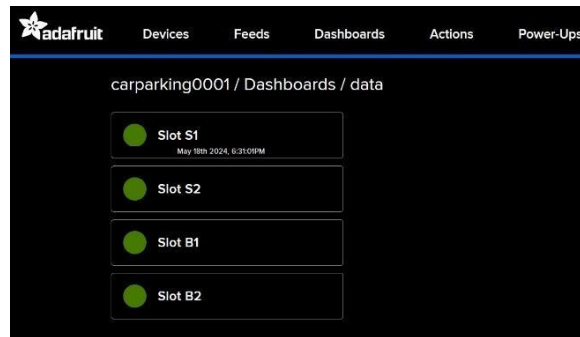 adafruit Devices Feeds Dashboards Actions Power-Ups
carparking0001 / Dashboards / data
Slot S1
May 18th 2024, 6:31:01PM
Slot S2
Slot B1
Slot B2